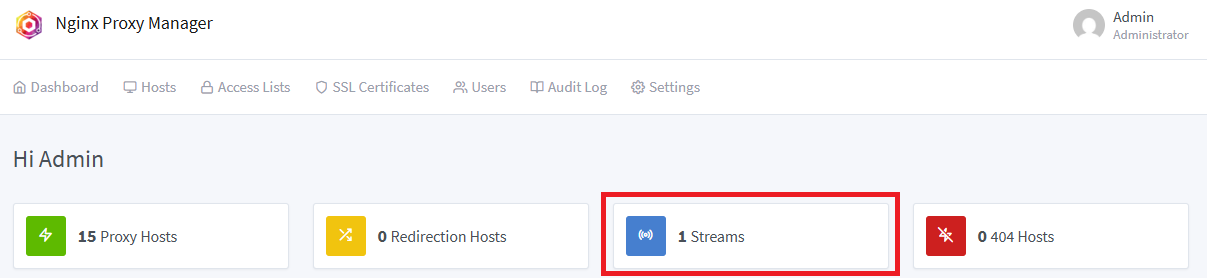 Nginx Proxy Manager
Admin
Administrator
Dashboard Hosts Access Lists SSL Certificates Users Audit Log Settings
Hi Admin
15 Proxy Hosts 0 Redirection Hosts 1 Streams 0 404 Hosts